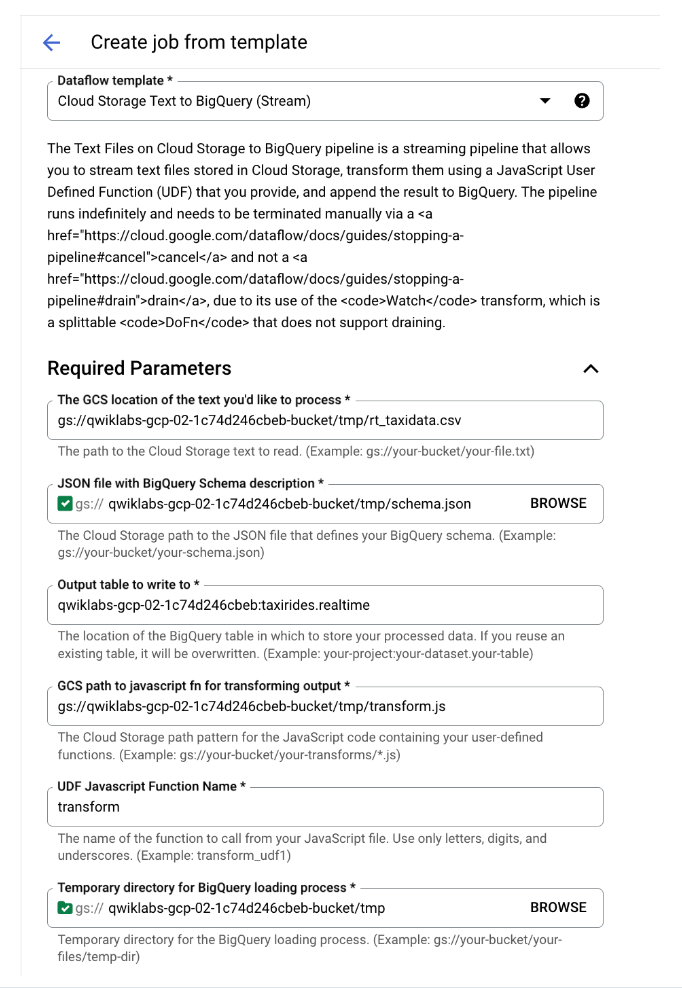 Create job from template
Dataflow template *
Cloud Storage Text to BigQuery (Stream)
The Text Files on Cloud Storage to BigQuery pipeline is a streaming pipeline that allows
you to stream text files stored in Cloud Storage, transform them using a JavaScript User
Defined Function (UDF) that you provide, and append the result to BigQuery. The pipeline
runs indefinitely and needs to be terminated manually via a <a
href="https://cloud.google.com/dataflow/docs/guides/stopping-a-
pipeline#cancel">cancel</a> and not a <a
href="https://cloud.google.com/dataflow/docs/guides/stopping-a-
pipeline#drain">drain</a>, due to its use of the <code>Watch</code> transform, which is
a splittable <code>DoFn</code> that does not support draining.
Required Parameters
The GCS location of the text you'd like to process *
gs://qwiklabs-gcp-02-1c74d246cbeb-bucket/tmp/rt_taxidata.csv
The path to the Cloud Storage text to read. (Example: gs://your-bucket/your-file.txt)
JSON file with BigQuery Schema description *
gs:// qwiklabs-gcp-02-1c74d246cbeb-bucket/tmp/schema.json BROWSE
The Cloud Storage path to the JSON file that defines your BigQuery schema. (Example:
gs://your-bucket/your-schema.json)
Output table to write to *
qwiklabs-gcp-02-1c74d246cbeb:taxirides.realtime
The location of the BigQuery table in which to store your processed data. If you reuse an
existing table, it will be overwritten. (Example: your-project:your-dataset.your-table)
GCS path to javascript fn for transforming output *
gs://qwiklabs-gcp-02-1c74d246cbeb-bucket/tmp/transform.js
The Cloud Storage path pattern for the JavaScript code containing your user-defined
functions. (Example: gs://your-bucket/your-transforms/*.js)
UDF Javascript Function Name *
transform
The name of the function to call from your JavaScript file. Use only letters, digits, and
underscores. (Example: transform_udf1)
Temporary directory for BigQuery loading process *
gs:// qwiklabs-gcp-02-1c74d246cbeb-bucket/tmp BROWSE
Temporary directory for the BigQuery loading process. (Example: gs://your-bucket/your-
files/temp-dir)